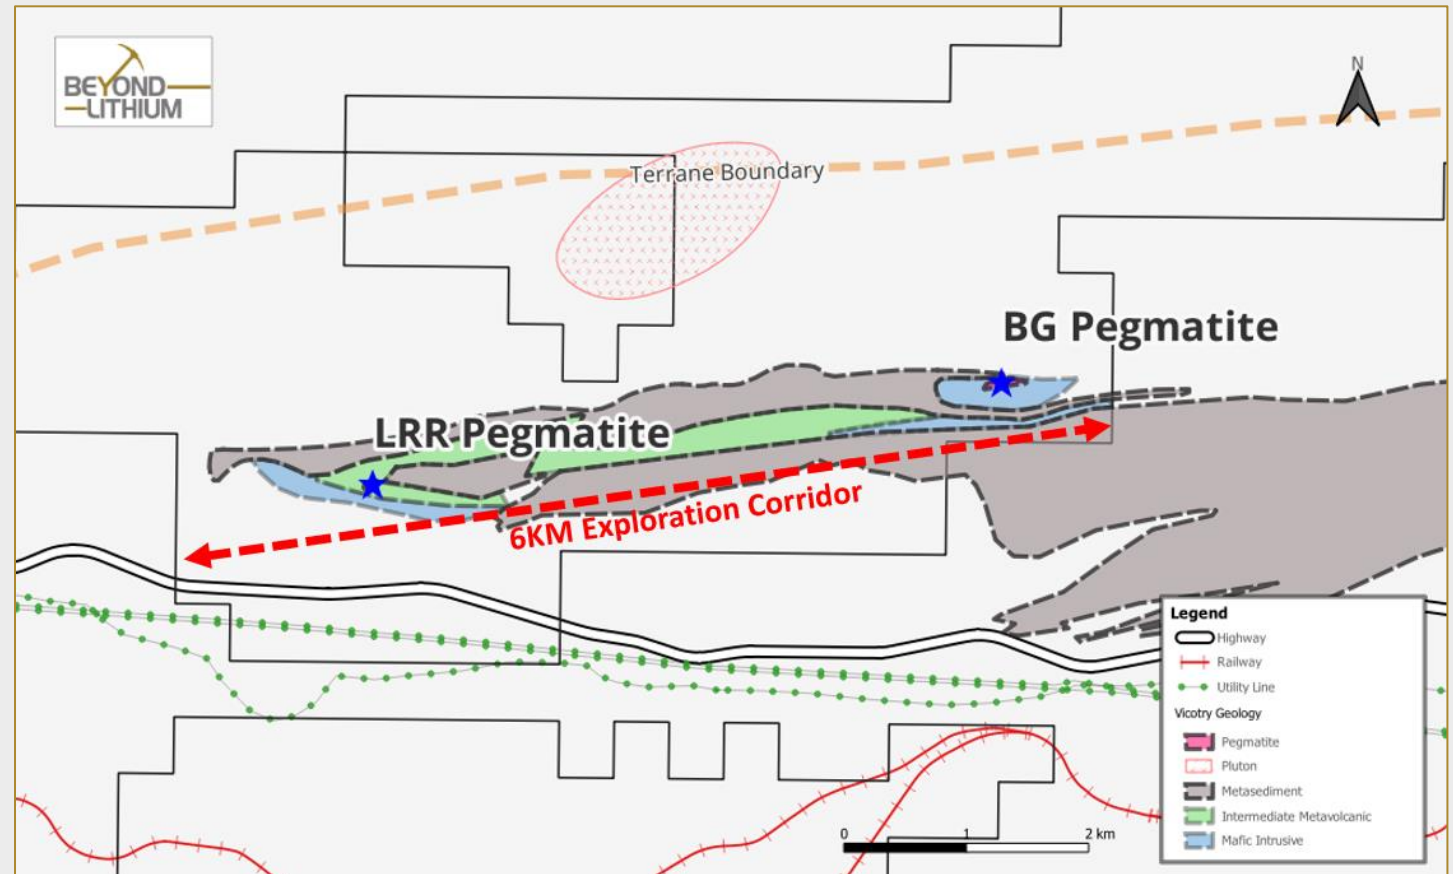 BEYOND
LITHIUM
N
Terrane Boundary
BG Pegmatite
LRR Pegmatite
6KM Exploration Corridor
Legend
Highway
Railway
Utility Line
Vicotry Geology
Pegmatite
Pluton
Metasediment
Intermediate Metavolcanic
Mafic Intrusive
0 1 2 km